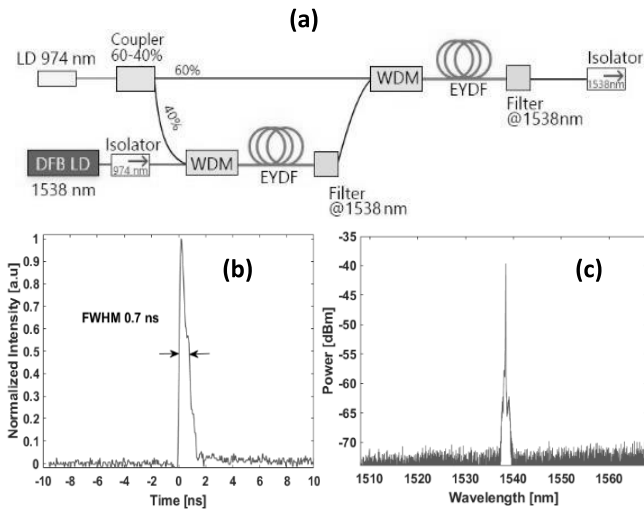 (a)
LD 974 nm
Coupler
60-40%
60%
40%
WDM
EYDF
Filter
@1538nm
Isolator
1538nm
DFB LD
1538 nm
Isolator
974 nm
WDM
EYDF
Filter
@1538 nm
(b)
Normalized Intensity [a.u]
1
0.9
0.8
0.7
0.6
0.5
0.4
0.3
0.2
0.1
0
FWHM 0.7 ns
-10 -8 -6 -4 -2 0 2 4 6 8 10
Time [ns]
(c)
Power [dBm]
-35
-40
-45
-50
-55
-60
-65
-70
1510 1520 1530 1540 1550 1560
Wavelength [nm]